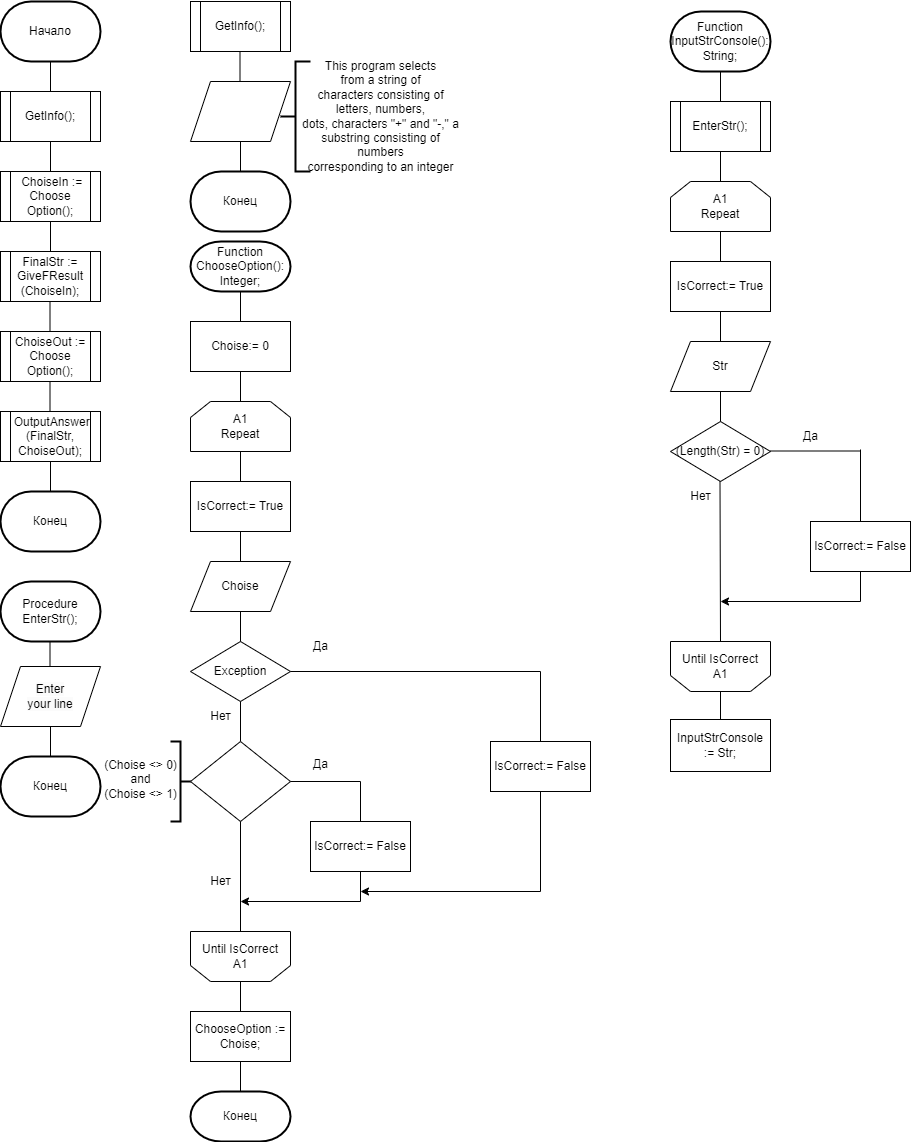 Начало
GetInfo();
ChoiseIn :=
Choose
Option();
FinalStr :=
GiveFResult
(ChoiseIn);
ChoiseOut :=
Choose
Option();
OutputAnswer
(FinalStr,
ChoiseOut);
Конец
Procedure
EnterStr();
Enter
your line
Конец
GetInfo();
This program selects
from a string of
characters consisting of
letters, numbers,
dots, characters "+" and "-," a
substring consisting of
numbers
corresponding to an integer
Конец
Function
ChooseOption():
Integer;
Choise:= 0
A1
Repeat
IsCorrect:= True
Choise
Exception
Да
Нет
(Choise <> 0)
and
(Choise <> 1)
Да
IsCorrect:= False
IsCorrect:= False
Нет
Until IsCorrect
A1
ChooseOption :=
Choise;
Конец
Function
InputStrConsole():
String;
EnterStr();
A1
Repeat
IsCorrect:= True
Str
(Length(Str) = 0)
Да
Нет
IsCorrect:= False
Until IsCorrect
A1
InputStrConsole
:= Str;